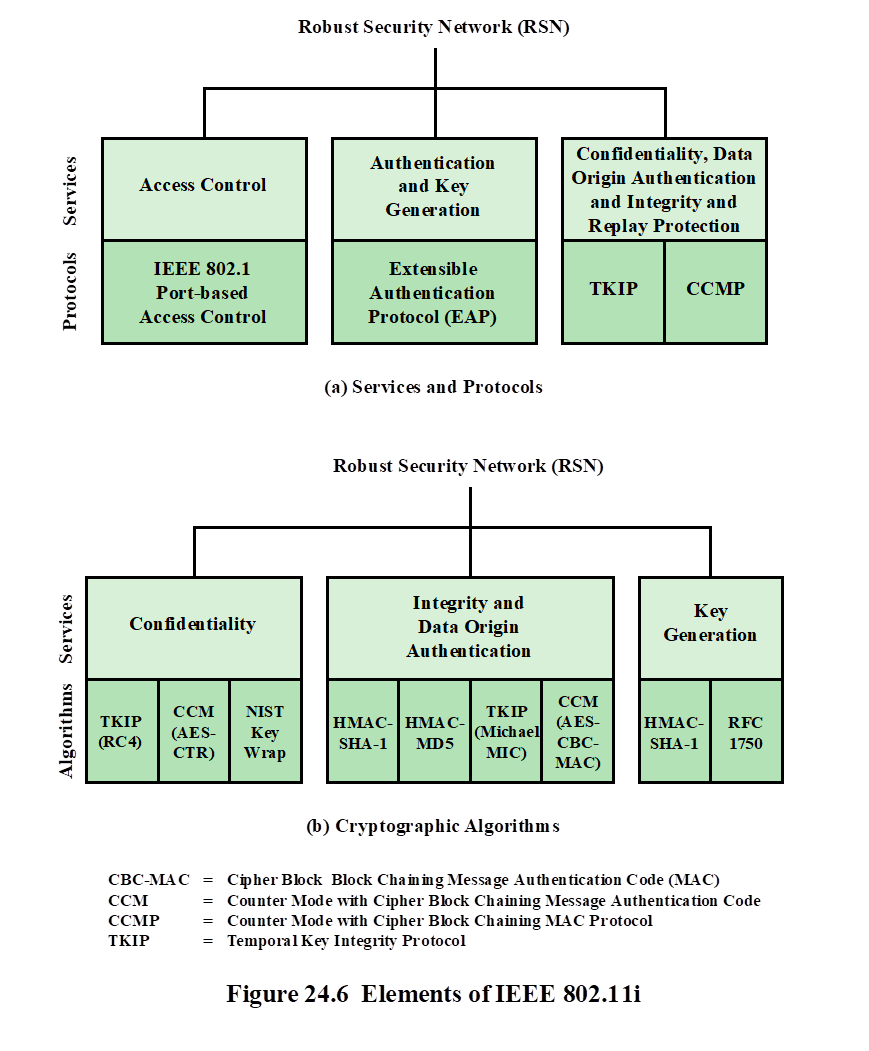 Robust Security Network (RSN)
Services
Access Control
Authentication
and Key
Generation
Confidentiality, Data
Origin Authentication
and Integrity and
Replay Protection
Protocols
IEEE 802.1
Port-based
Access Control
Extensible
Authentication
Protocol (EAP)
TKIP
CCMP
(a) Services and Protocols
Robust Security Network (RSN)
Services
Confidentiality
Integrity and
Data Origin
Authentication
Key
Generation
Algorithms
TKIP
(RC4)
CCM
(AES-
CTR)
NIST
Key
Wrap
HMAC-
SHA-1
HMAC-
MD5
TKIP
(Michael
MIC)
CCM
(AES-
CBC-
MAC)
HMAC-
SHA-1
RFC
1750
(b) Cryptographic Algorithms
CBC-MAC = Cipher Block Block Chaining Message Authentication Code (MAC)
CCM = Counter Mode with Cipher Block Chaining Message Authentication Code
CCMP = Counter Mode with Cipher Block Chaining MAC Protocol
TKIP = Temporal Key Integrity Protocol
Figure 24.6 Elements of IEEE 802.11i